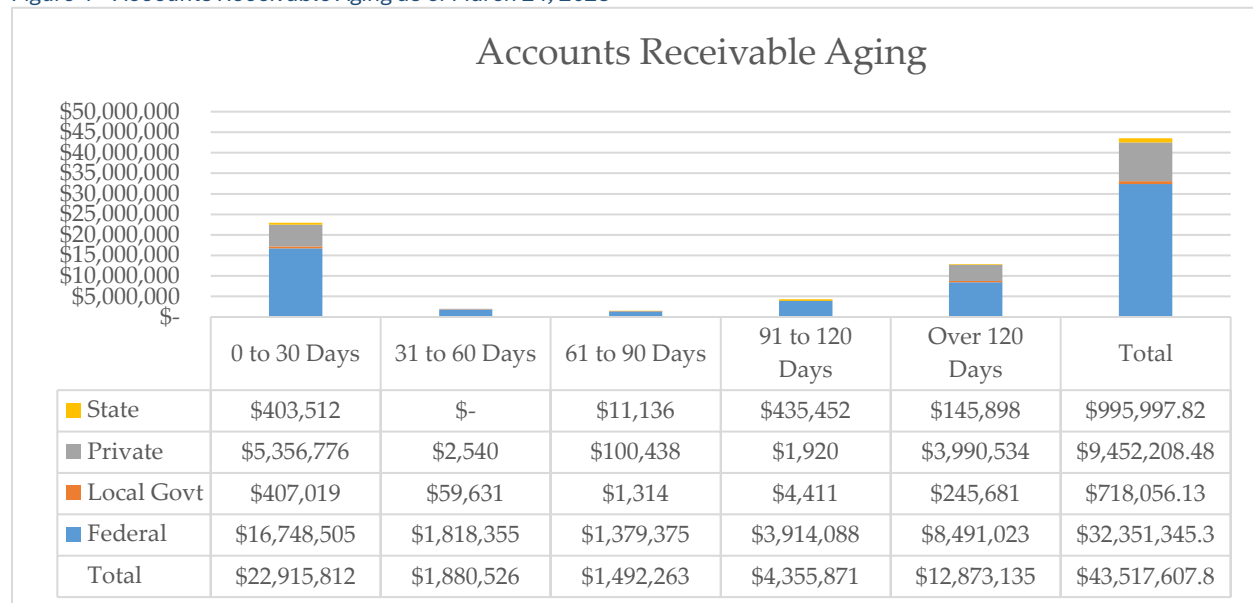 Accounts Receivable Aging
$50,000,000
$45,000,000
$40,000,000
$35,000,000
$30,000,000
$25,000,000
$20,000,000
$15,000,000
$10,000,000
$5,000,000
$-
0 to 30 Days 31 to 60 Days 61 to 90 Days 91 to 120 Days Over 120 Days Total
State $403,512 $- $11,136 $435,452 $145,898 $995,997.82
Private $5,356,776 $2,540 $100,438 $1,920 $3,990,534 $9,452,208.48
Local Govt $407,019 $59,631 $1,314 $4,411 $245,681 $718,056.13
Federal $16,748,505 $1,818,355 $1,379,375 $3,914,088 $8,491,023 $32,351,345.3
Total $22,915,812 $1,880,526 $1,492,263 $4,355,871 $12,873,135 $43,517,607.8